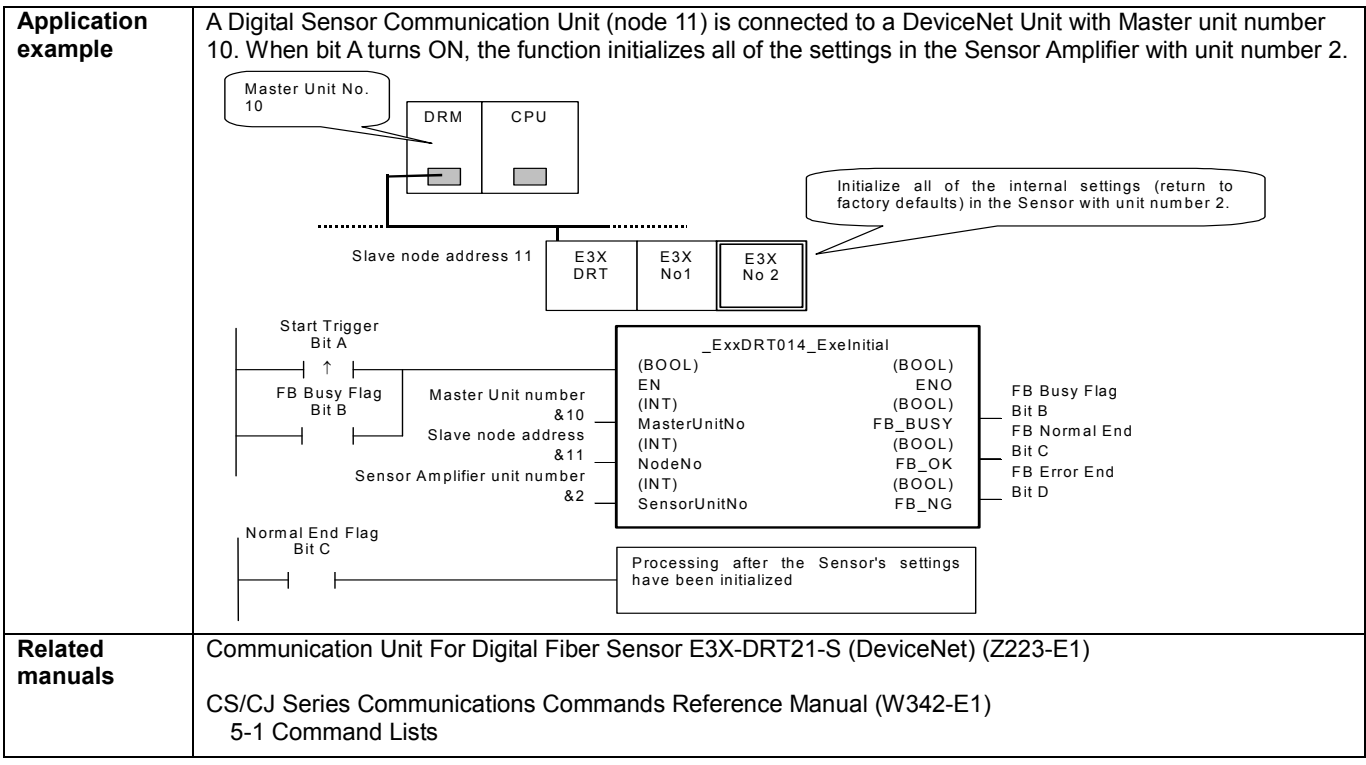 Application
example
A Digital Sensor Communication Unit (node 11) is connected to a DeviceNet Unit with Master unit number
10. When bit A turns ON, the function initializes all of the settings in the Sensor Amplifier with unit number 2.
Master Unit No.
10
DRM
CPU
Initialize all of the internal settings (return to
factory defaults) in the Sensor with unit number 2.
Slave node address 11
E3X
DRT
E3X
No1
E3X
No 2
Start Trigger
Bit A
↑
FB Busy Flag
Bit B
Master Unit number
&10
Slave node address
&11
Sensor Amplifier unit number
&2
_ExxDRT014_ExeInitial
(BOOL) (BOOL)
EN ENO
(INT) (BOOL)
MasterUnitNo FB_BUSY
(INT) (BOOL)
NodeNo FB_OK
(INT) (BOOL)
SensorUnitNo FB_NG
FB Busy Flag
Bit B
FB Normal End
Bit C
FB Error End
Bit D
Normal End Flag
Bit C
Processing after the Sensor's settings
have been initialized
Related
manuals
Communication Unit For Digital Fiber Sensor E3X-DRT21-S (DeviceNet) (Z223-E1)
CS/CJ Series Communications Commands Reference Manual (W342-E1)
5-1 Command Lists